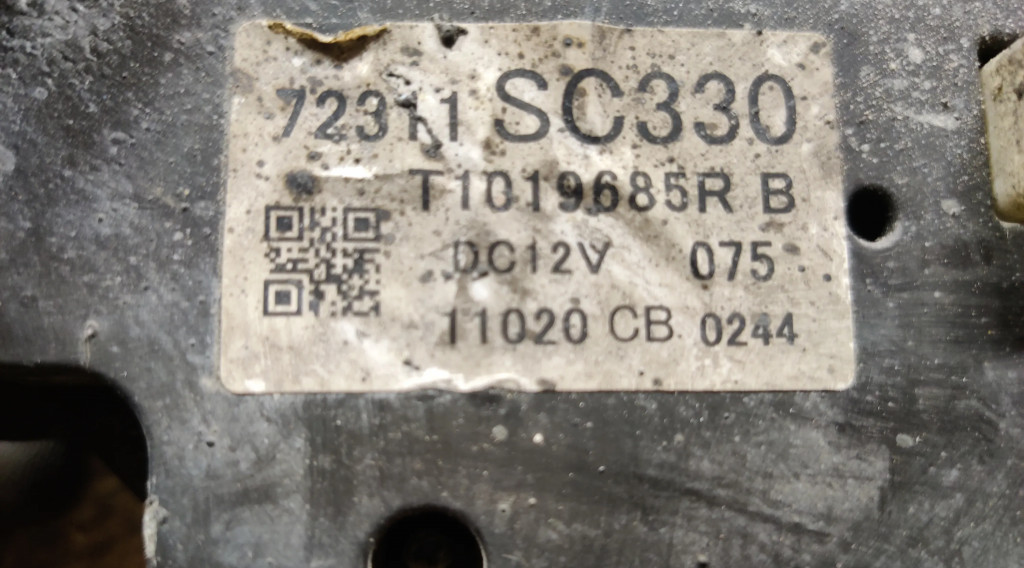 72311 SC330
T1019685R B
DC12V 075
11020 CB 0244